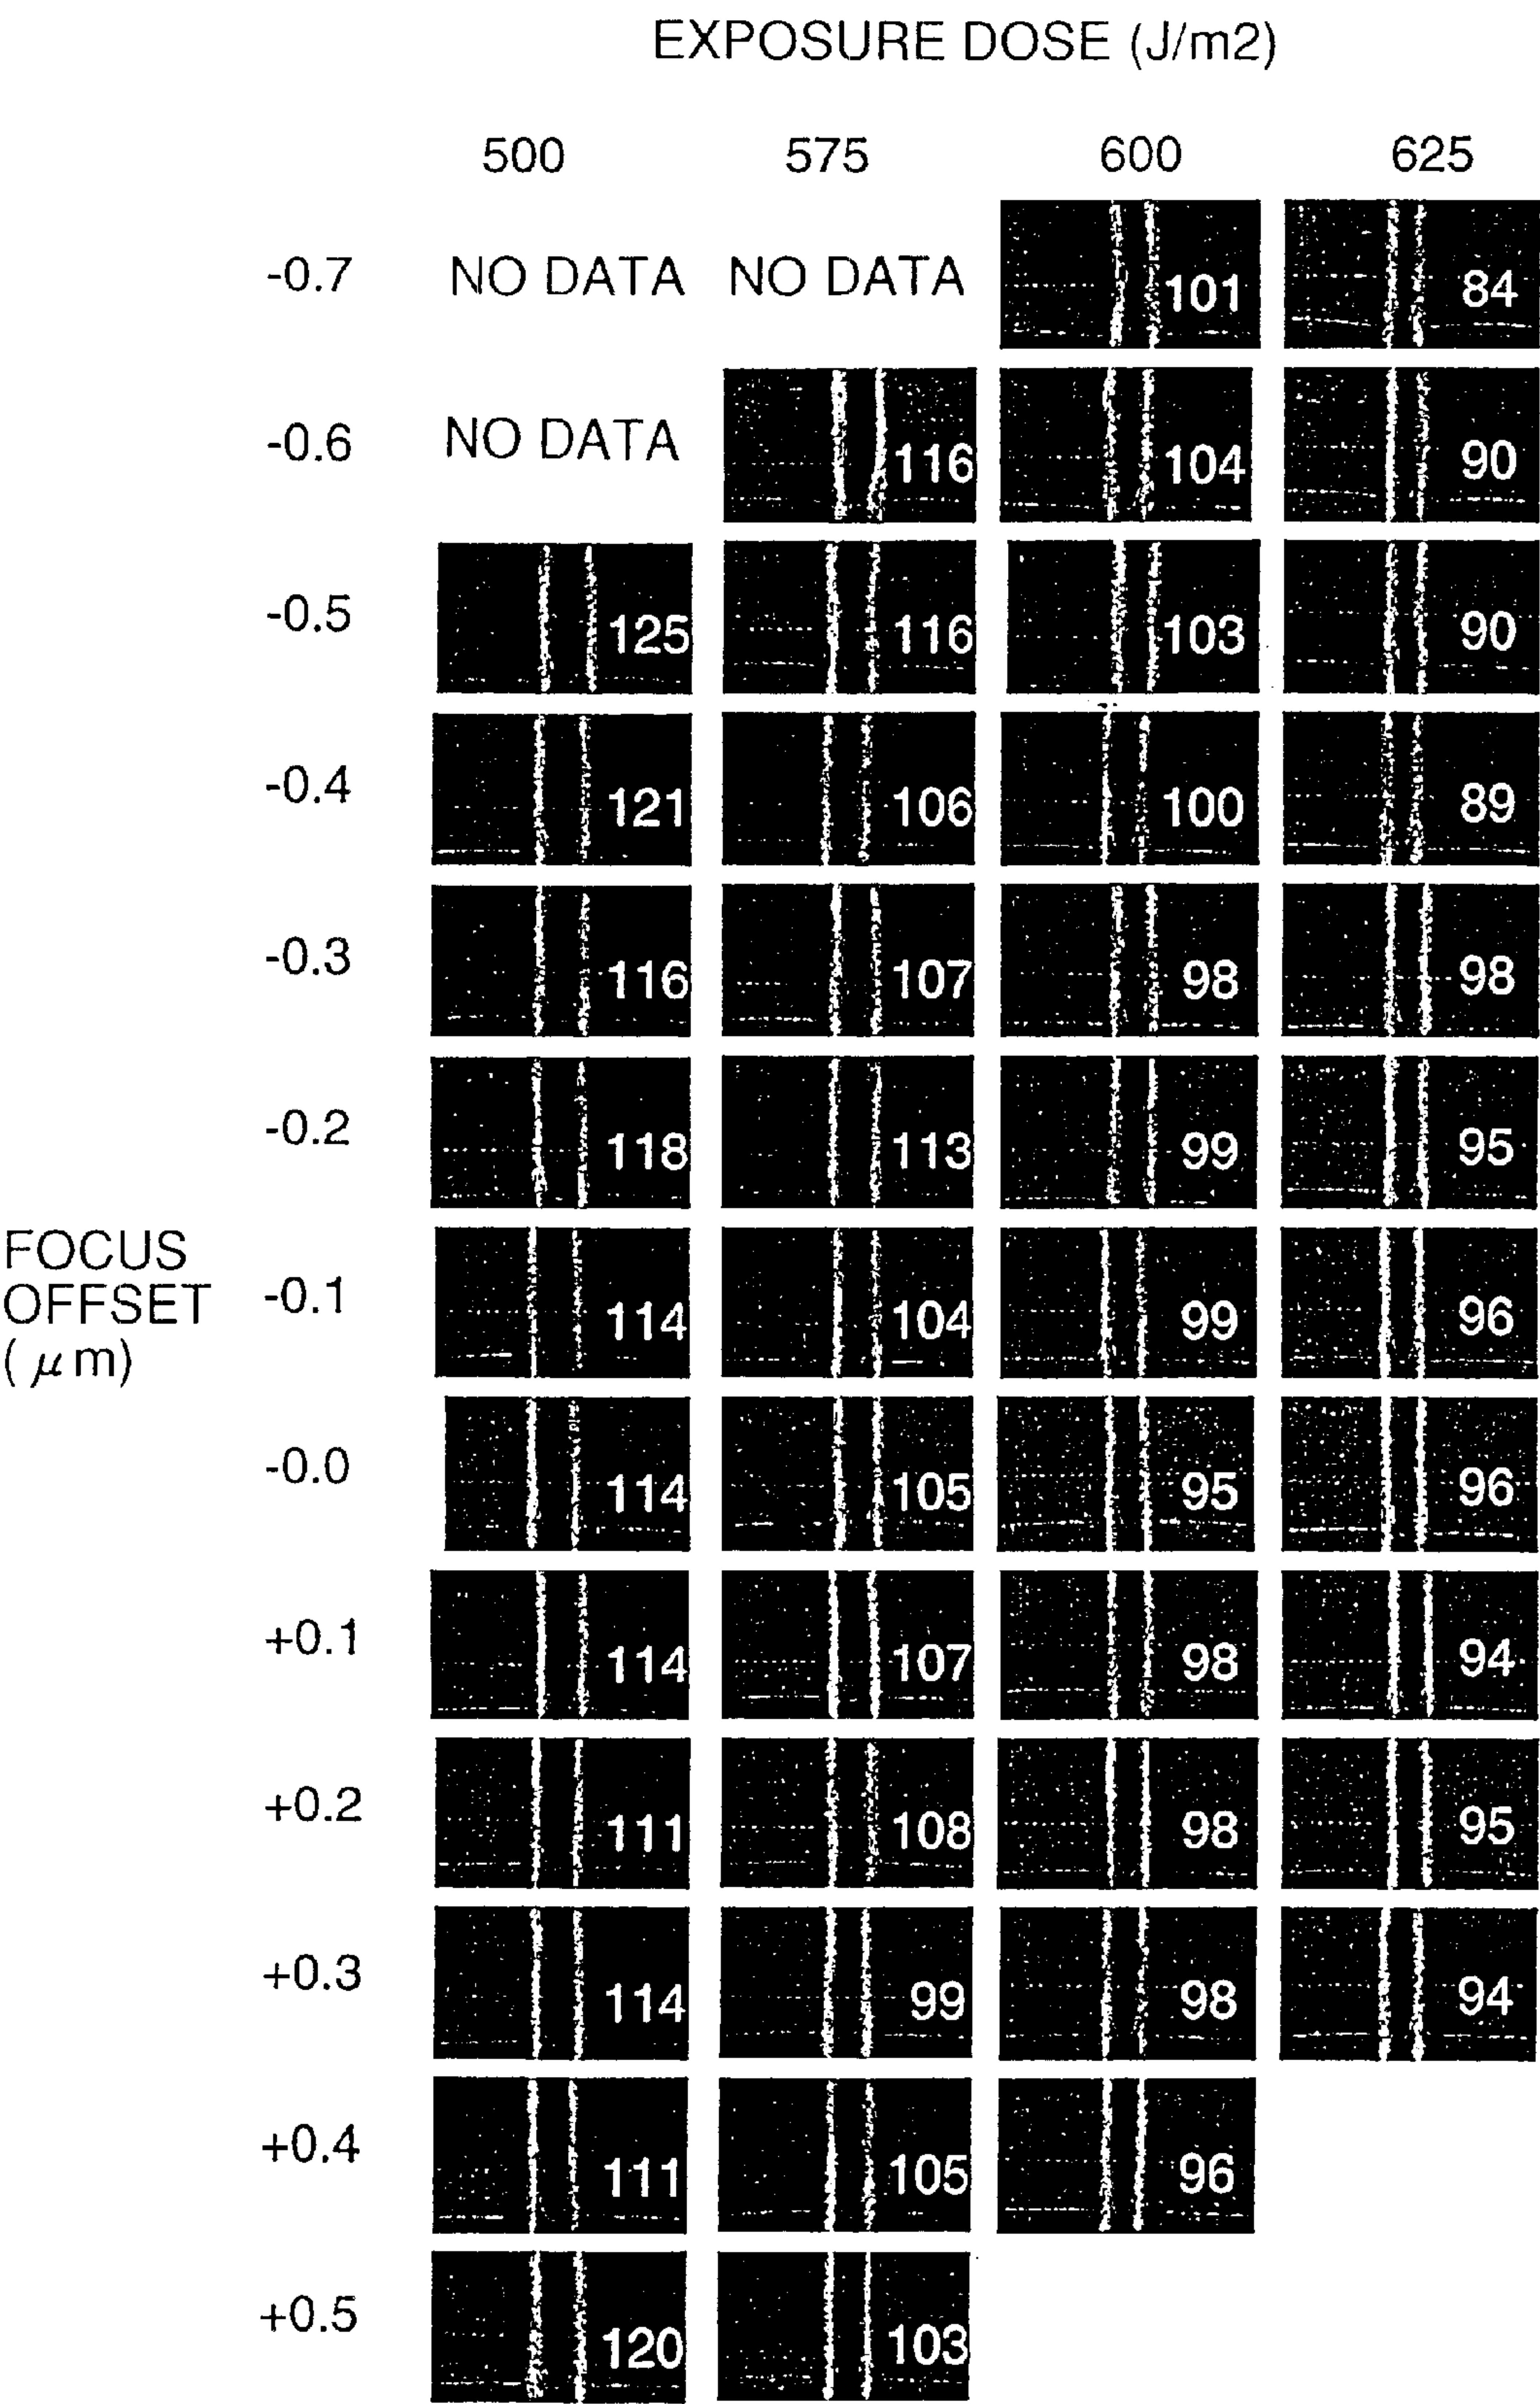 EXPOSURE DOSE (J/m2)
500 575 600 625
-0.7 NO DATA NO DATA 101 84
-0.6 NO DATA 116 104 90
-0.5 125 116 103 90
-0.4 121 106 100 89
-0.3 116 107 98 98
-0.2 118 113 99 95
FOCUS
OFFSET
(μm)
-0.1 114 104 99 96
-0.0 114 105 95 96
+0.1 114 107 98 94
+0.2 111 108 98 95
+0.3 114 99 98 94
+0.4 111 105 96
+0.5 120 103